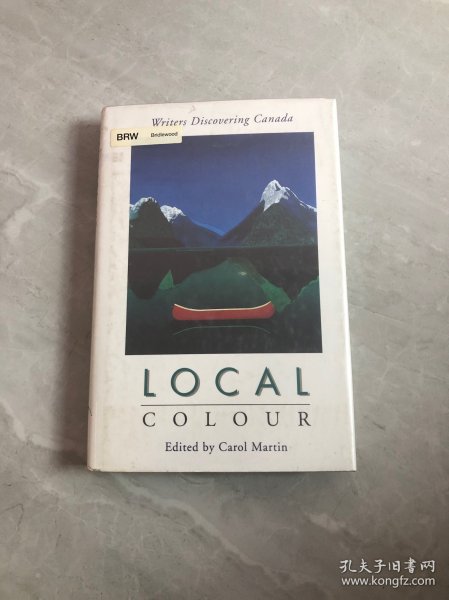 Writers Discovering Canada
BRW Bridlewood
LOCAL
COLOUR
Edited by Carol Martin
孔夫子旧书网
www.kongfz.com